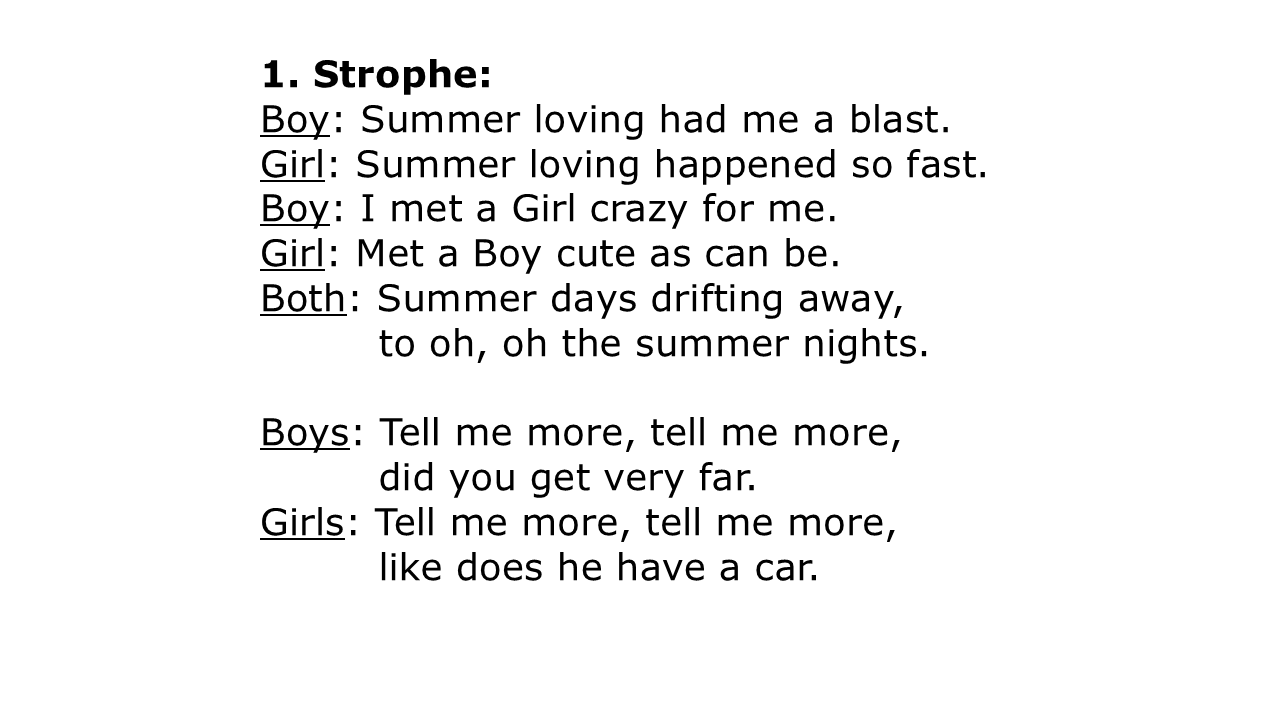 1. Strophe:
Boy: Summer loving had me a blast.
Girl: Summer loving happened so fast.
Boy: I met a Girl crazy for me.
Girl: Met a Boy cute as can be.
Both: Summer days drifting away,
to oh, oh the summer nights.
Boys: Tell me more, tell me more,
did you get very far.
Girls: Tell me more, tell me more,
like does he have a car.